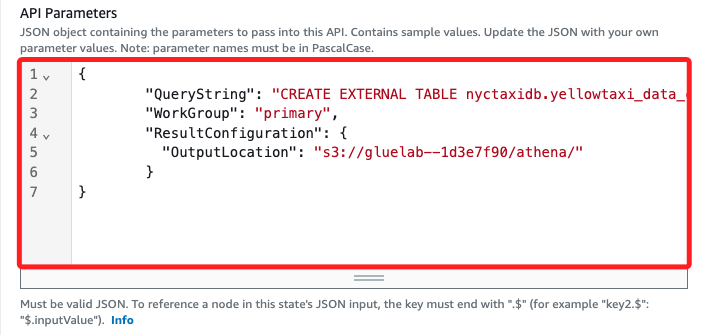 API Parameters
JSON object containing the parameters to pass into this API. Contains sample values. Update the JSON with your own
parameter values. Note: parameter names must be in PascalCase.
1 {
2 "QueryString": "CREATE EXTERNAL TABLE nyctaxidb.yellowtaxi_data_
3 "WorkGroup": "primary",
4 "ResultConfiguration": {
5 "OutputLocation": "s3://gluelab--1d3e7f90/athena/"
6 }
7 }
Must be valid JSON. To reference a node in this state's JSON input, the key must end with ".$" (for example "key2.$":
"$.inputValue"). Info